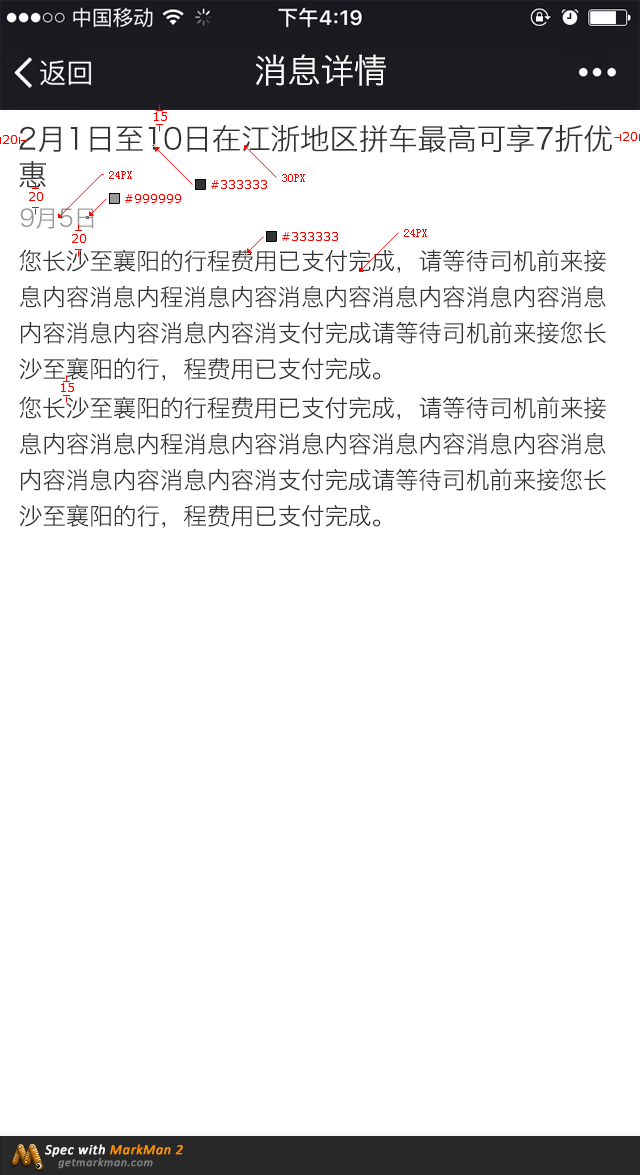 中国移动 下午4:19
返回 消息详情
15
20 2月1日至10日在江浙地区拼车最高可享7折优 20
惠 24PX #333333 30PX
20 #999999
9月5日
20 #333333 24PX
您长沙至襄阳的行程费用已支付完成，请等待司机前来接
息内容消息内程消息内容消息内容消息内容消息内容消息
内容消息内容消息内容消支付完成请等待司机前来接您长
沙至襄阳的行，程费用已支付完成。
15
您长沙至襄阳的行程费用已支付完成，请等待司机前来接
息内容消息内程消息内容消息内容消息内容消息内容消息
内容消息内容消息内容消支付完成请等待司机前来接您长
沙至襄阳的行，程费用已支付完成。
Spec with MarkMan 2
getmarkman.com